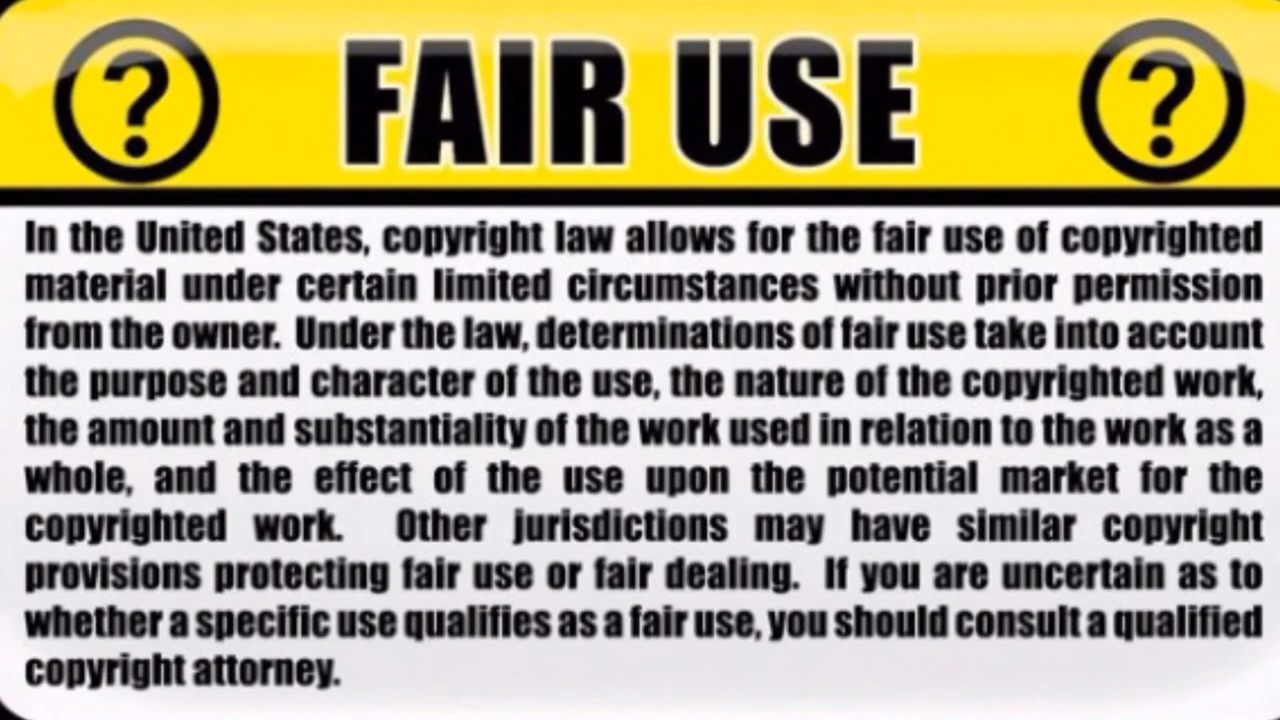 ? FAIR USE ?
In the United States, copyright law allows for the fair use of copyrighted
material under certain limited circumstances without prior permission
from the owner. Under the law, determinations of fair use take into account
the purpose and character of the use, the nature of the copyrighted work,
the amount and substantiality of the work used in relation to the work as a
whole, and the effect of the use upon the potential market for the
copyrighted work. Other jurisdictions may have similar copyright
provisions protecting fair use or fair dealing. If you are uncertain as to
whether a specific use qualifies as a fair use, you should consult a qualified
copyright attorney.